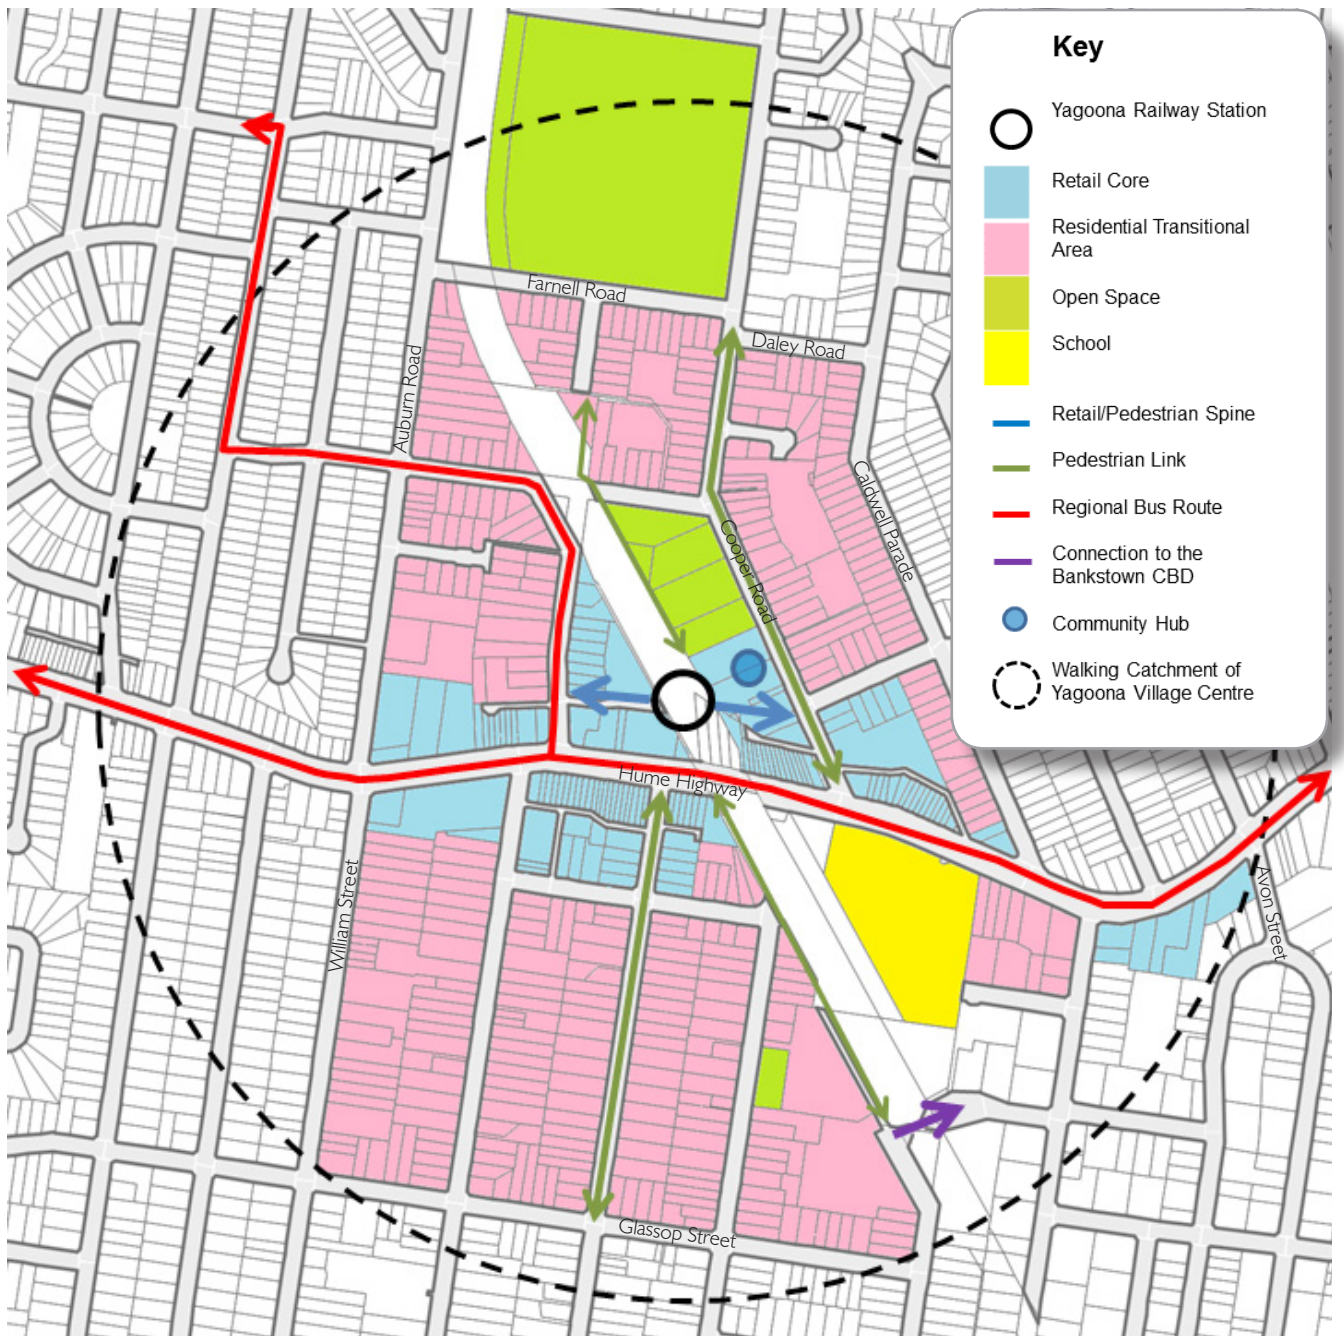 Key
Yagoona Railway Station
Retail Core
Residential Transitional
Area
Open Space
School
Retail/Pedestrian Spine
Pedestrian Link
Regional Bus Route
Connection to the
Bankstown CBD
Community Hub
Walking Catchment of
Yagoona Village Centre
Farnell Road
Daley Road
Auburn Road
Caldwell Parade
Cooper Road
Hume Highway
William Street
Avon Street
Glassop Street